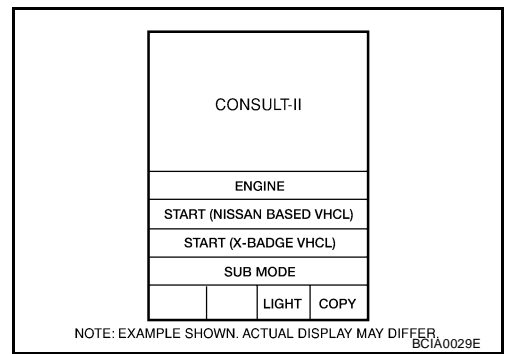 CONSULT-II
ENGINE
START (NISSAN BASED VHCL)
START (X-BADGE VHCL)
SUB MODE
LIGHT COPY
NOTE: EXAMPLE SHOWN. ACTUAL DISPLAY MAY DIFFER.
BCIA0029E